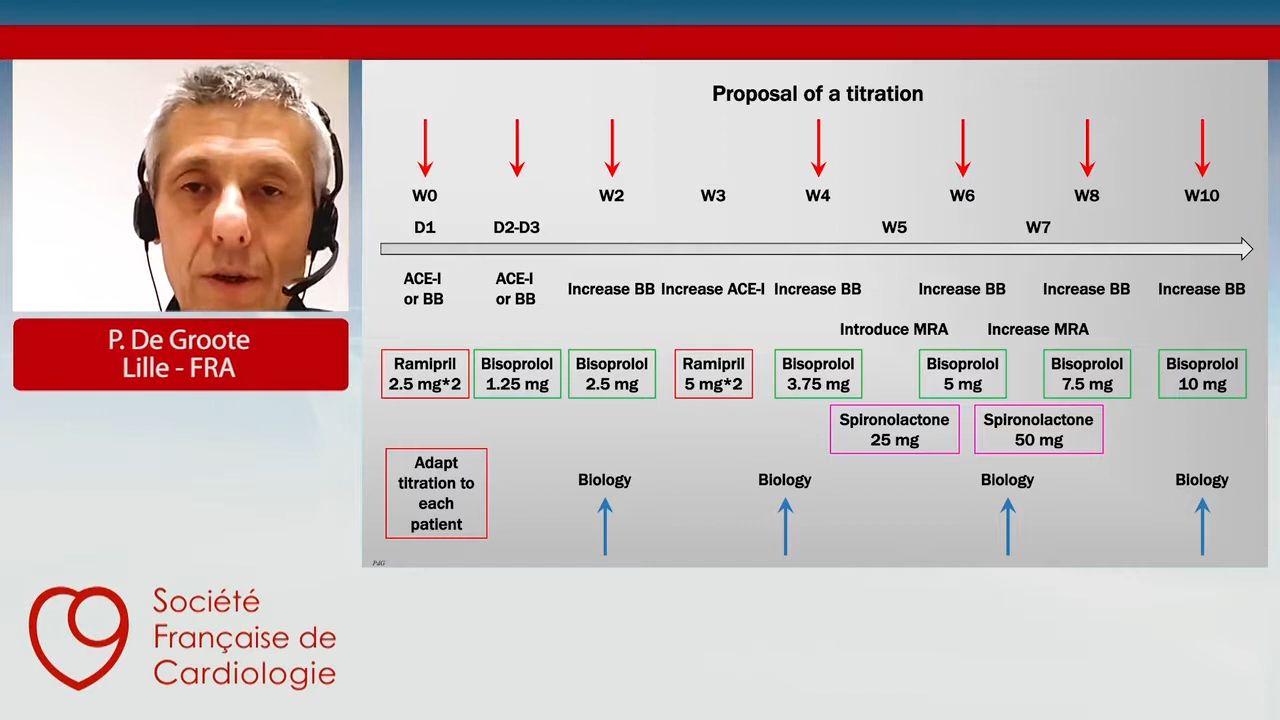 Proposal of a titration
W0 W2 W3 W4 W6 W8 W10
D1 D2-D3 W5 W7
ACE-I
or BB
ACE-I
or BB
Increase BB
Increase ACE-I
Increase BB
Increase BB
Increase BB
Increase BB
Introduce MRA
Increase MRA
Ramipril
2.5 mg*2
Bisoprolol
1.25 mg
Bisoprolol
2.5 mg
Ramipril
5 mg*2
Bisoprolol
3.75 mg
Bisoprolol
5 mg
Bisoprolol
7.5 mg
Bisoprolol
10 mg
Spironolactone
25 mg
Spironolactone
50 mg
Adapt
titration to
each
patient
Biology
Biology
Biology
Biology
PdG
P. De Groote
Lille - FRA
Société
Française de
Cardiologie